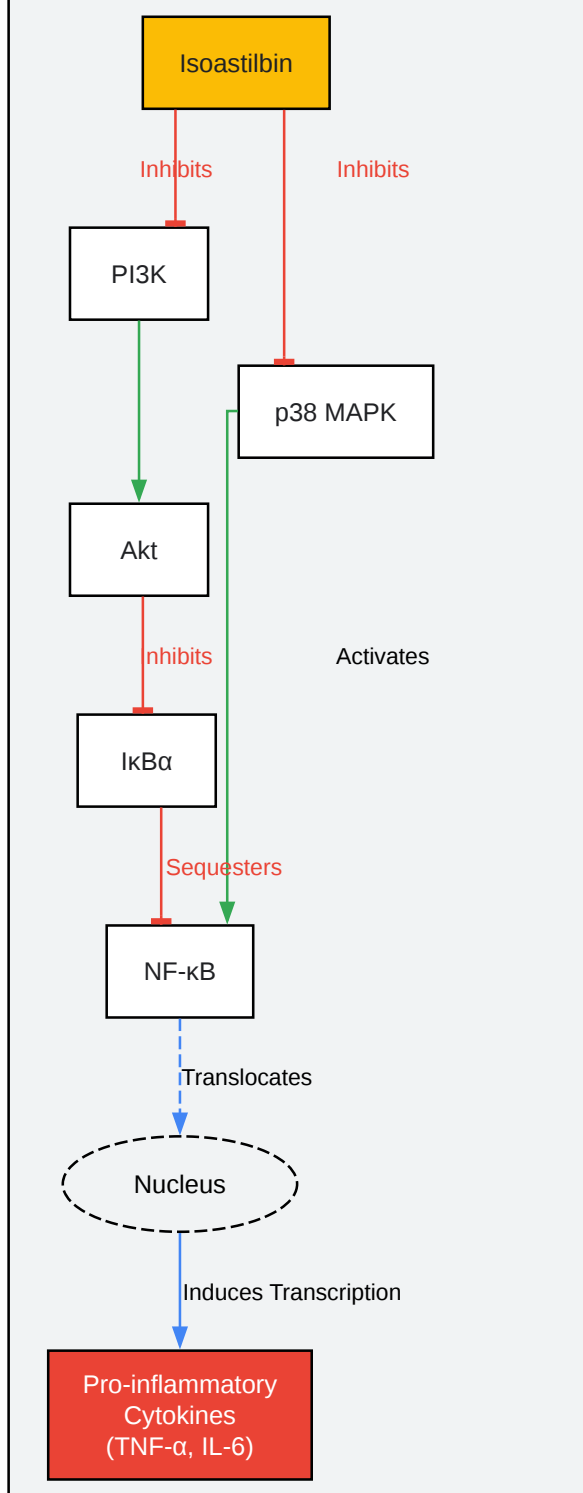 Isoastilbin
Inhibits
Inhibits
PI3K
p38 MAPK
Akt
Inhibits
Activates
IκBα
Sequesters
NF-κB
Translocates
Nucleus
Induces Transcription
Pro-inflammatory
Cytokines
(TNF-α, IL-6)